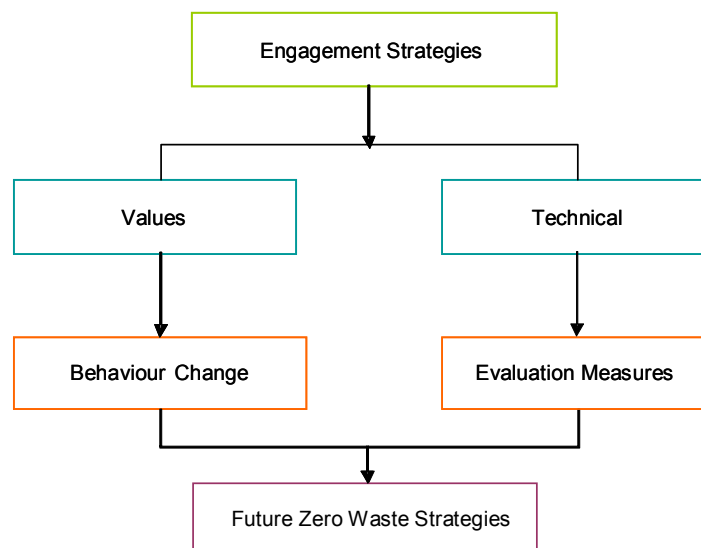 Engagement Strategies
Values
Technical
Behaviour Change
Evaluation Measures
Future Zero Waste Strategies